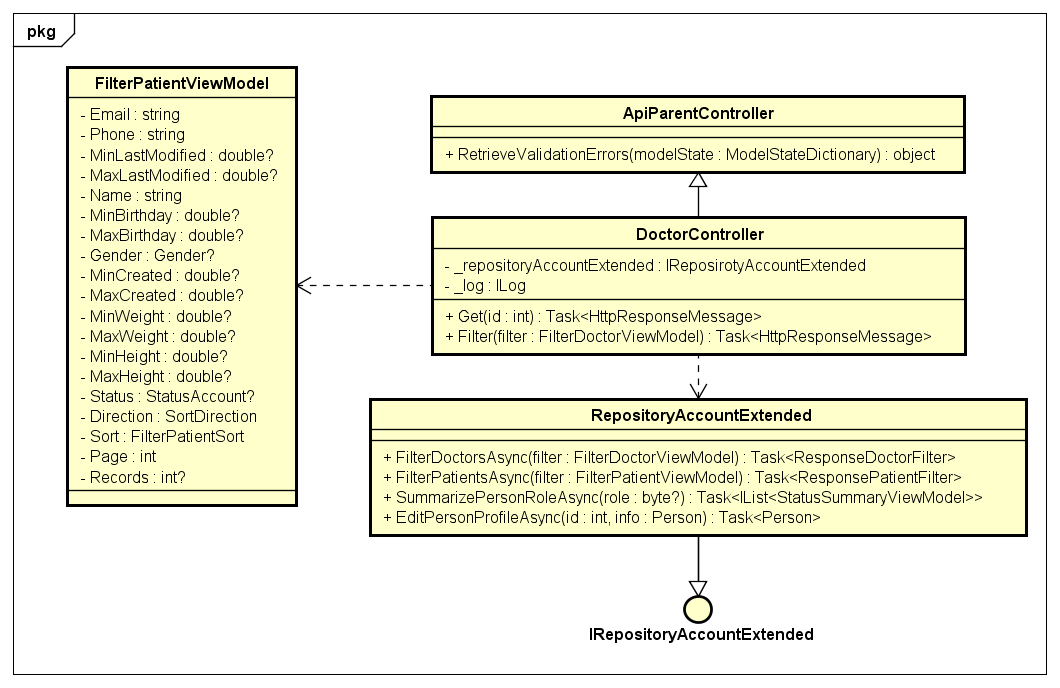 pkg
FilterPatientViewModel
- Email : string
- Phone : string
- MinLastModified : double?
- MaxLastModified : double?
- Name : string
- MinBirthday : double?
- MaxBirthday : double?
- Gender : Gender?
- MinCreated : double?
- MaxCreated : double?
- MinWeight : double?
- MaxWeight : double?
- MinHeight : double?
- MaxHeight : double?
- Status : StatusAccount?
- Direction : SortDirection
- Sort : FilterPatientSort
- Page : int
- Records : int?
ApiParentController
+ RetrieveValidationErrors(modelState : ModelStateDictionary) : object
DoctorController
- _repositoryAccountExtended : IReposirotyAccountExtended
- _log : ILog
+ Get(id : int) : Task<HttpResponseMessage>
+ Filter(filter : FilterDoctorViewModel) : Task<HttpResponseMessage>
RepositoryAccountExtended
+ FilterDoctorsAsync(filter : FilterDoctorViewModel) : Task<ResponseDoctorFilter>
+ FilterPatientsAsync(filter : FilterPatientViewModel) : Task<ResponsePatientFilter>
+ SummarizePersonRoleAsync(role : byte?) : Task<IList<StatusSummaryViewModel>>
+ EditPersonProfileAsync(id : int, info : Person) : Task<Person>
IRepositoryAccountExtended